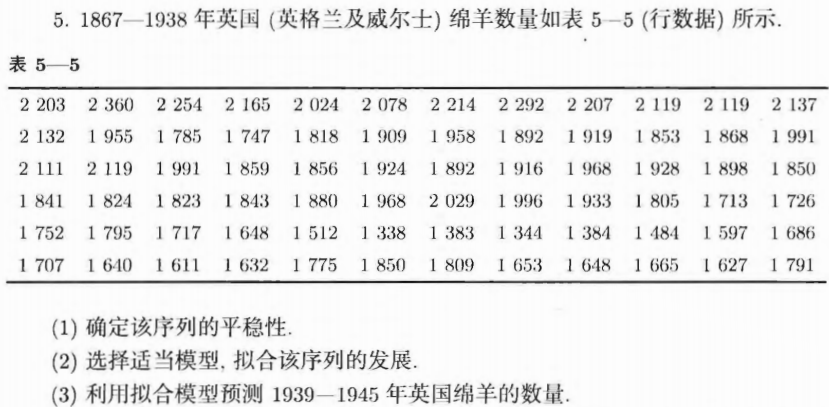 5. 1867—1938 年英国 (英格兰及威尔士) 绵羊数量如表 5—5 (行数据) 所示.
表 5—5
2 203 2 360 2 254 2 165 2 024 2 078 2 214 2 292 2 207 2 119 2 119 2 137
2 132 1 955 1 785 1 747 1 818 1 909 1 958 1 892 1 919 1 853 1 868 1 991
2 111 2 119 1 991 1 859 1 856 1 924 1 892 1 916 1 968 1 928 1 898 1 850
1 841 1 824 1 823 1 843 1 880 1 968 2 029 1 996 1 933 1 805 1 713 1 726
1 752 1 795 1 717 1 648 1 512 1 338 1 383 1 344 1 384 1 484 1 597 1 686
1 707 1 640 1 611 1 632 1 775 1 850 1 809 1 653 1 648 1 665 1 627 1 791
(1) 确定该序列的平稳性.
(2) 选择适当模型, 拟合该序列的发展.
(3) 利用拟合模型预测 1939—1945 年英国绵羊的数量.